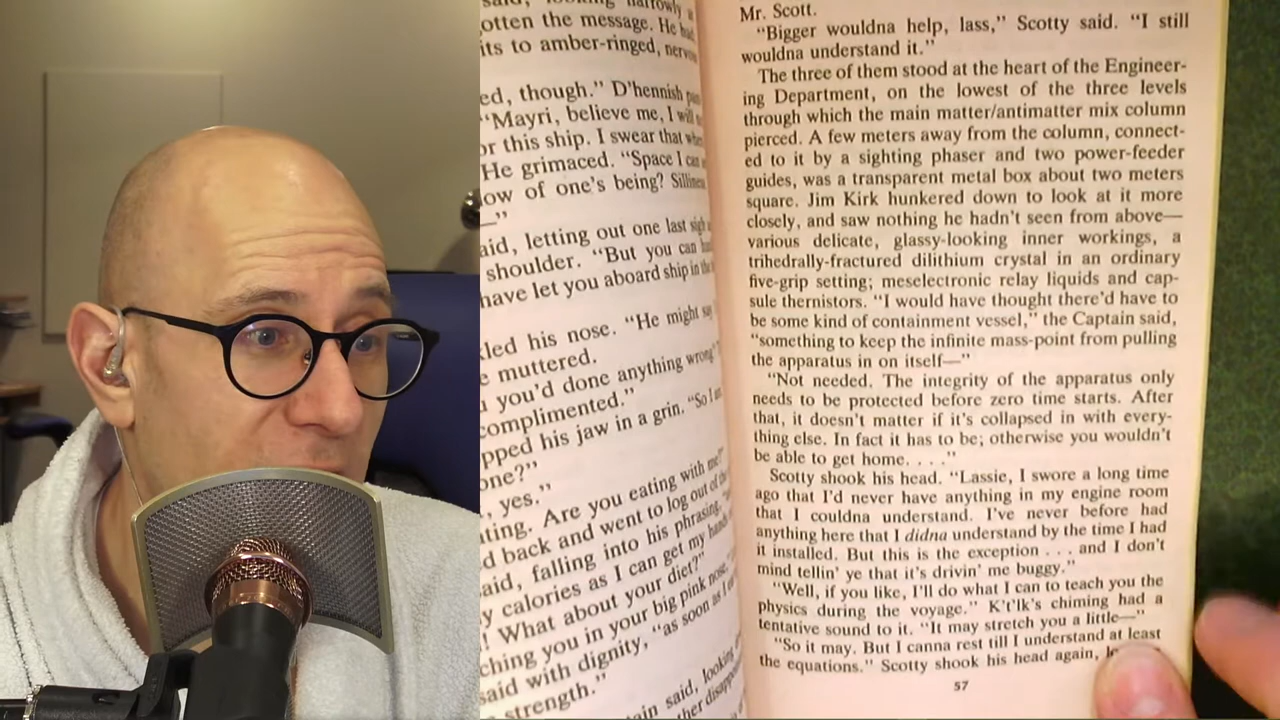 otten the message. He had
its to amber-ringed, nervous
ed, though." D'hennish
"Mayri, believe me, I will
or this ship. I swear that
He grimaced. "Space I can
ow of one's being? Silliness
—"
aid, letting out one last sigh
shoulder. "But you can
have let you aboard ship in the
led his nose. "He might say
e muttered.
you'd done anything wrong
complimented."
pped his jaw in a grin. "So I am
one?"
, yes."
ting. Are you eating with me?"
d back and went to log out of the
aid, falling into his phrasing.
y calories as I can get my hands
! What about your diet?"
ching you in your big pink nose,
said with dignity, "as soon as I
strength."
ain said, looking
ther
Mr. Scott.
"Bigger wouldna help, lass," Scotty said. "I still
wouldna understand it."
The three of them stood at the heart of the Engineer-
ing Department, on the lowest of the three levels
through which the main matter/antimatter mix column
pierced. A few meters away from the column, connect-
ed to it by a sighting phaser and two power-feeder
guides, was a transparent metal box about two meters
square. Jim Kirk hunkered down to look at it more
closely, and saw nothing he hadn't seen from above—
various delicate, glassy-looking inner workings, a
trihedrally-fractured dilithium crystal in an ordinary
five-grip setting; meselectronic relay liquids and cap-
sule thernistors. "I would have thought there'd have to
be some kind of containment vessel," the Captain said,
"something to keep the infinite mass-point from pulling
the apparatus in on itself—"
"Not needed. The integrity of the apparatus only
needs to be protected before zero time starts. After
that, it doesn't matter if it's collapsed in with every-
thing else. In fact it has to be; otherwise you wouldn't
be able to get home. . . ."
Scotty shook his head. "Lassie, I swore a long time
ago that I'd never have anything in my engine room
that I couldna understand. I've never before had
anything here that I didna understand by the time I had
it installed. But this is the exception . . . and I don't
mind tellin' ye that it's drivin' me buggy."
"Well, if you like, I'll do what I can to teach you the
physics during the voyage." K't'lk's chiming had a
tentative sound to it. "It may stretch you a little—"
"So it may. But I canna rest till I understand at least
the equations." Scotty shook his head again,
57